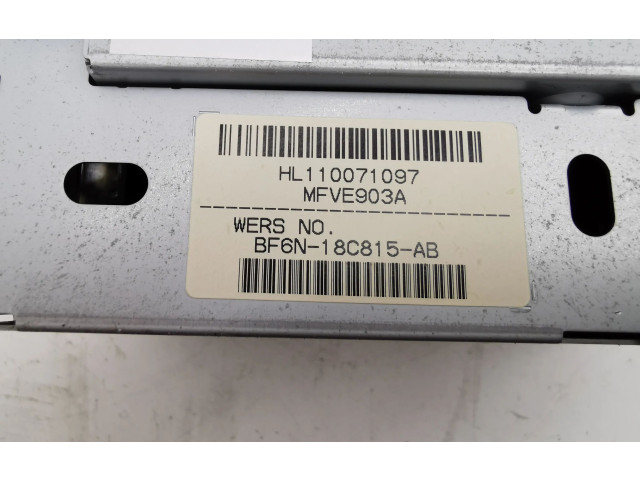 HL110071097
MFVE903A
WERS NO.
BF6N-18C815-AB